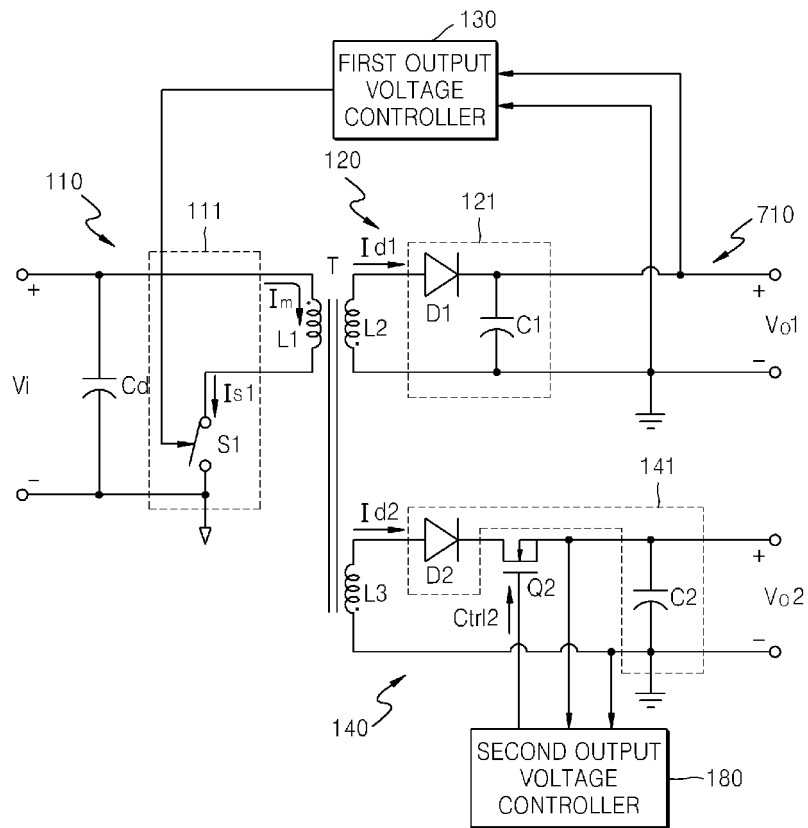 130
FIRST OUTPUT
VOLTAGE
CONTROLLER
120
110
111
121
710
T
Id1
+
Im
L1
L2
D1
C1
+
Vo1
Vi
Cd
Is1
S1
−
−
141
Id2
L3
D2
Q2
Ctrl2
C2
+
Vo2
−
140
SECOND OUTPUT
VOLTAGE
CONTROLLER
180